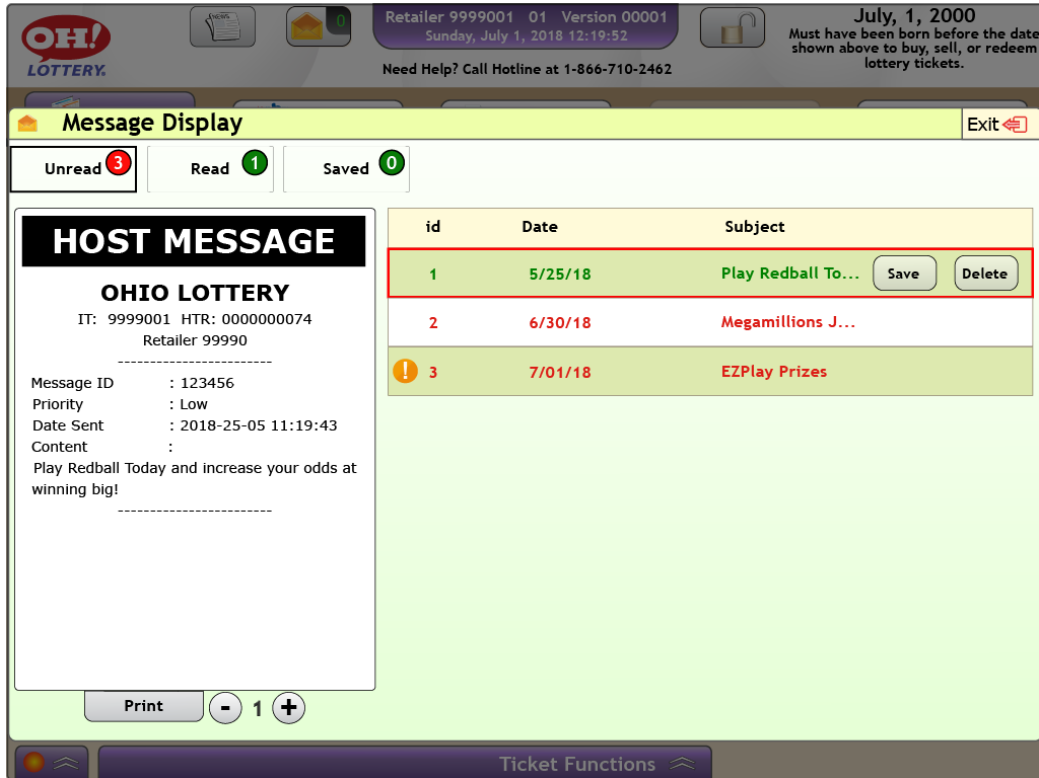 OH!
LOTTERY.
NEWS
0
Retailer 9999001 01 Version 00001
Sunday, July 1, 2018 12:19:52
Need Help? Call Hotline at 1-866-710-2462
July, 1, 2000
Must have been born before the date
shown above to buy, sell, or redeem
lottery tickets.
Message Display
Exit
Unread 3
Read 1
Saved 0
HOST MESSAGE
OHIO LOTTERY
IT: 9999001 HTR: 0000000074
Retailer 99990
------------------------
Message ID : 123456
Priority : Low
Date Sent : 2018-25-05 11:19:43
Content :
Play Redball Today and increase your odds at
winning big!
------------------------
Print - 1 +
id Date Subject
1 5/25/18 Play Redball To... Save Delete
2 6/30/18 Megamillions J...
! 3 7/01/18 EZPlay Prizes
Ticket Functions